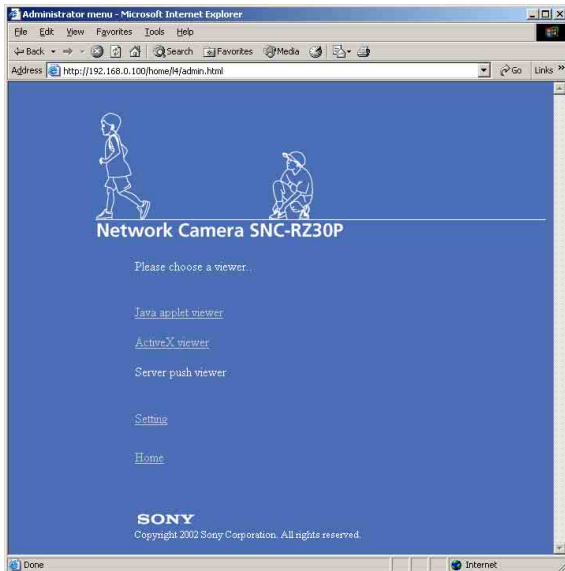 Administrator menu - Microsoft Internet Explorer
File Edit View Favorites Tools Help
Back Search Favorites Media
Address http://192.168.0.100/home/l4/admin.html Go Links »
Network Camera SNC-RZ30P
Please choose a viewer..
Java applet viewer
ActiveX viewer
Server push viewer
Setting
Home
SONY
Copyright 2002 Sony Corporation. All rights reserved.
Done Internet